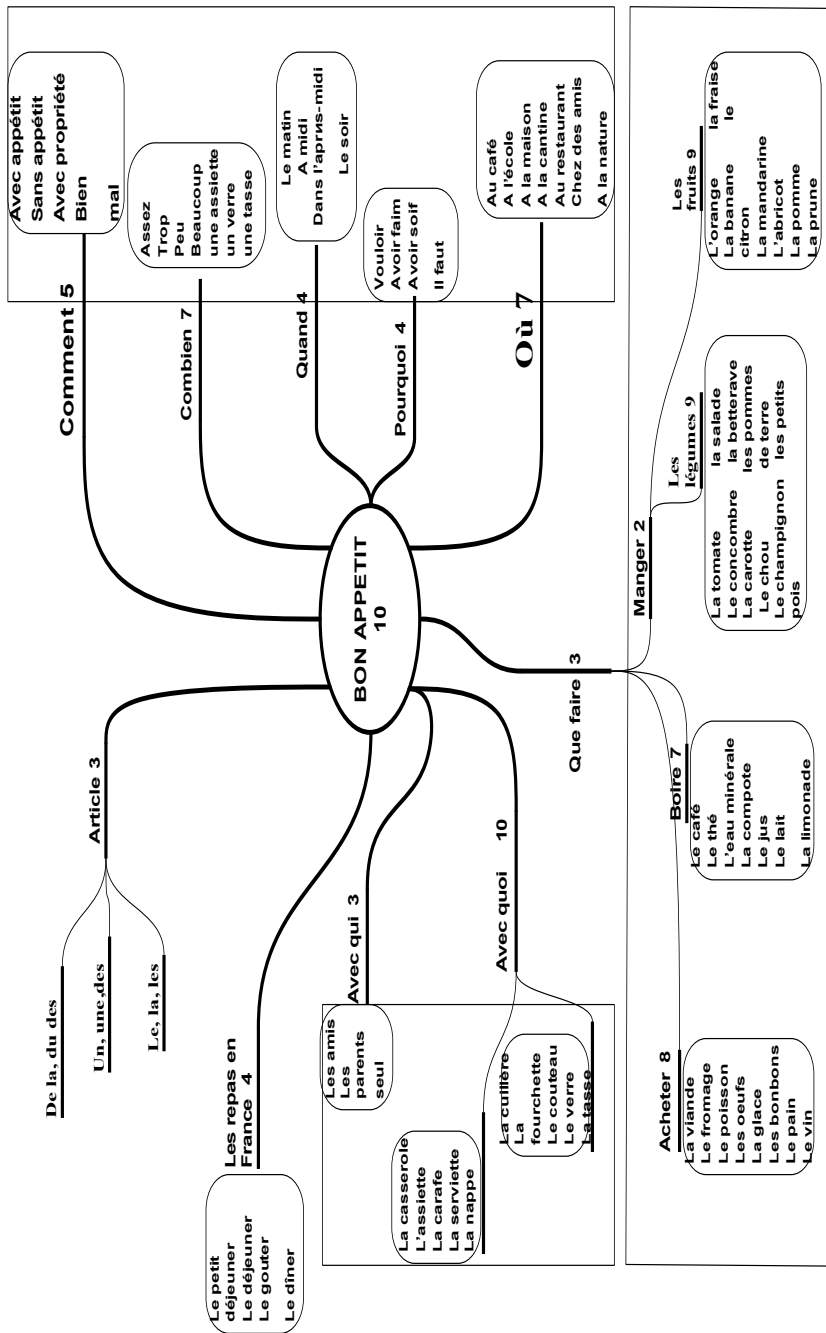 BON APPETIT
10
Comment 5
Avec appétit
Sans appétit
Avec propriété
Bien
mal
Combien 7
Assez
Trop
Peu
Beaucoup
une assiette
un verre
une tasse
Quand 4
Le matin
A midi
Dans l'aприs-midi
Le soir
Pourquoi 4
Vouloir
Avoir faim
Avoir soif
Il faut
Où 7
Au café
A l'école
A la maison
A la cantine
Au restaurant
Chez des amis
A la nature
Article 3
De la, du des
Un, une,des
Le, la, les
Les repas en
France 4
Le petit
déjeuner
Le déjeuner
Le gouter
Le dîner
Avec qui 3
Les amis
Les
parents
seul
Avec quoi 10
La casserole
L'assiette
La carafe
La serviette
La nappe
La cuillère
La
fourchette
Le couteau
Le verre
La tasse
Que faire 3
Manger 2
Les
légumes 9
La tomate la salade
Le concombre la betterave
La carotte les pommes
Le chou de terre
Le champignon les petits
pois
Les
fruits 9
L'orange la fraise
La banane le
citron
La mandarine
L'abricot
La pomme
La prune
Boire 7
Le café
Le thé
L'eau minérale
La compote
Le jus
Le lait
La limonade
Acheter 8
La viande
Le fromage
Le poisson
Les oeufs
La glace
Les bonbons
Le pain
Le vin